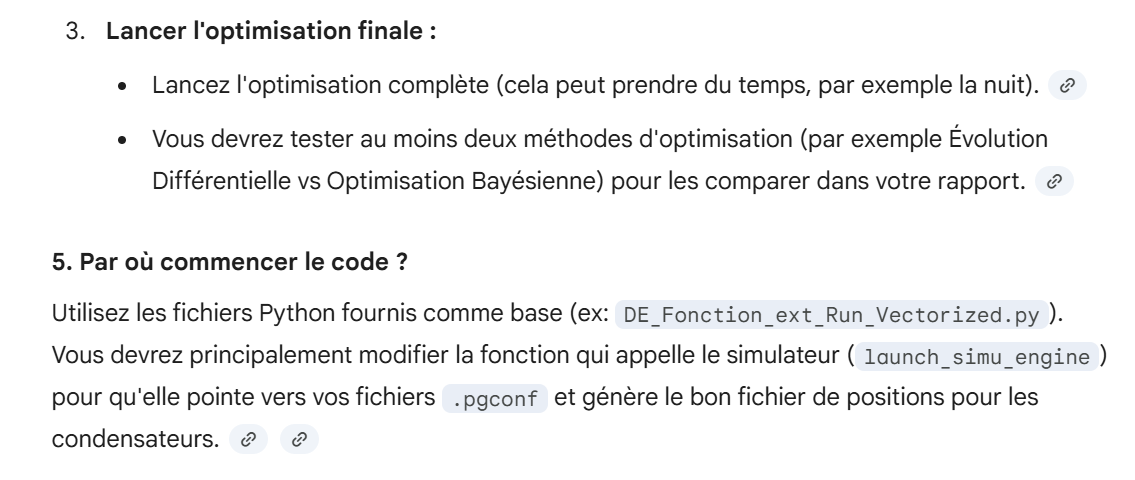 3. Lancer l'optimisation finale :
• Lancez l'optimisation complète (cela peut prendre du temps, par exemple la nuit).
• Vous devrez tester au moins deux méthodes d'optimisation (par exemple Évolution
Différentielle vs Optimisation Bayésienne) pour les comparer dans votre rapport.
5. Par où commencer le code ?
Utilisez les fichiers Python fournis comme base (ex: DE_Fonction_ext_Run_Vectorized.py ).
Vous devrez principalement modifier la fonction qui appelle le simulateur ( launch_simu_engine )
pour qu'elle pointe vers vos fichiers .pgconf et génère le bon fichier de positions pour les
condensateurs.